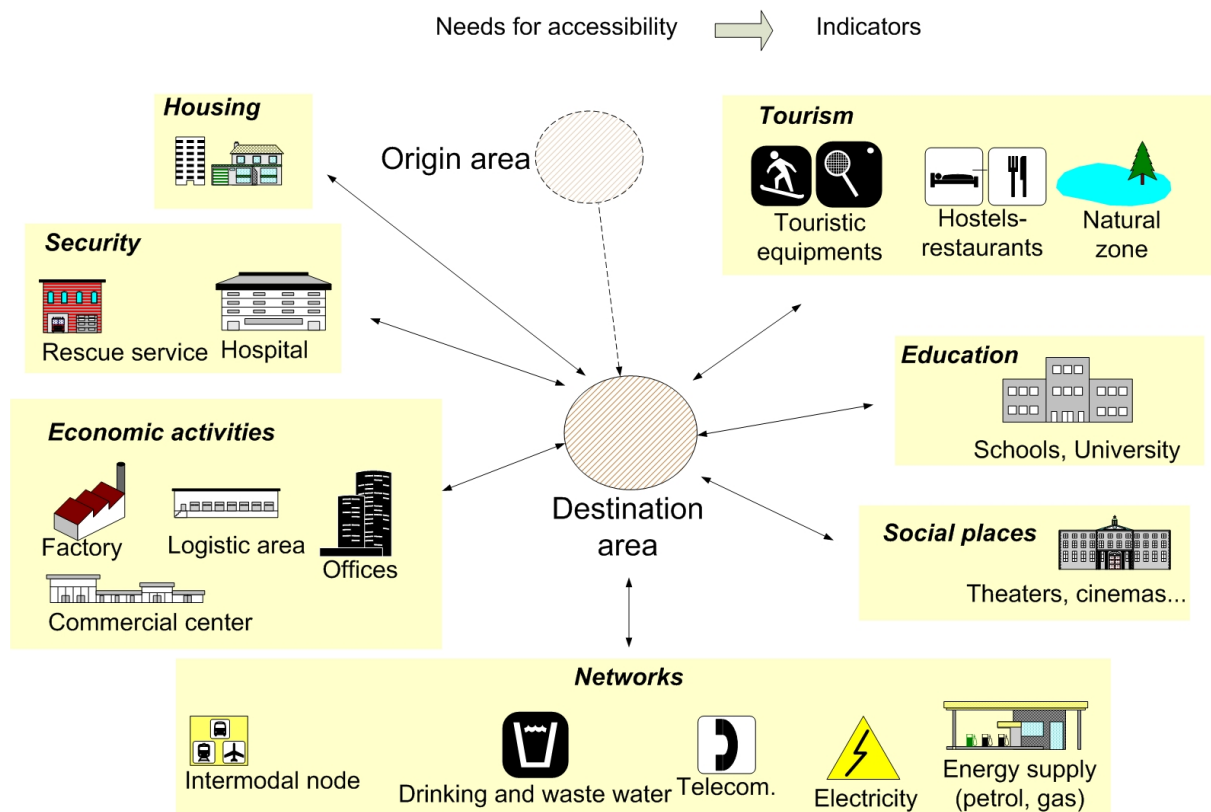 Needs for accessibility
Indicators
Housing
Origin area
Tourism
Touristic
equipments
Hostels-
restaurants
Natural
zone
Security
Rescue service
Hospital
Education
Schools, University
Economic activities
Factory
Logistic area
Offices
Commercial center
Destination
area
Social places
Theaters, cinemas...
Networks
Intermodal node
Drinking and waste water
Telecom.
Electricity
Energy supply
(petrol, gas)